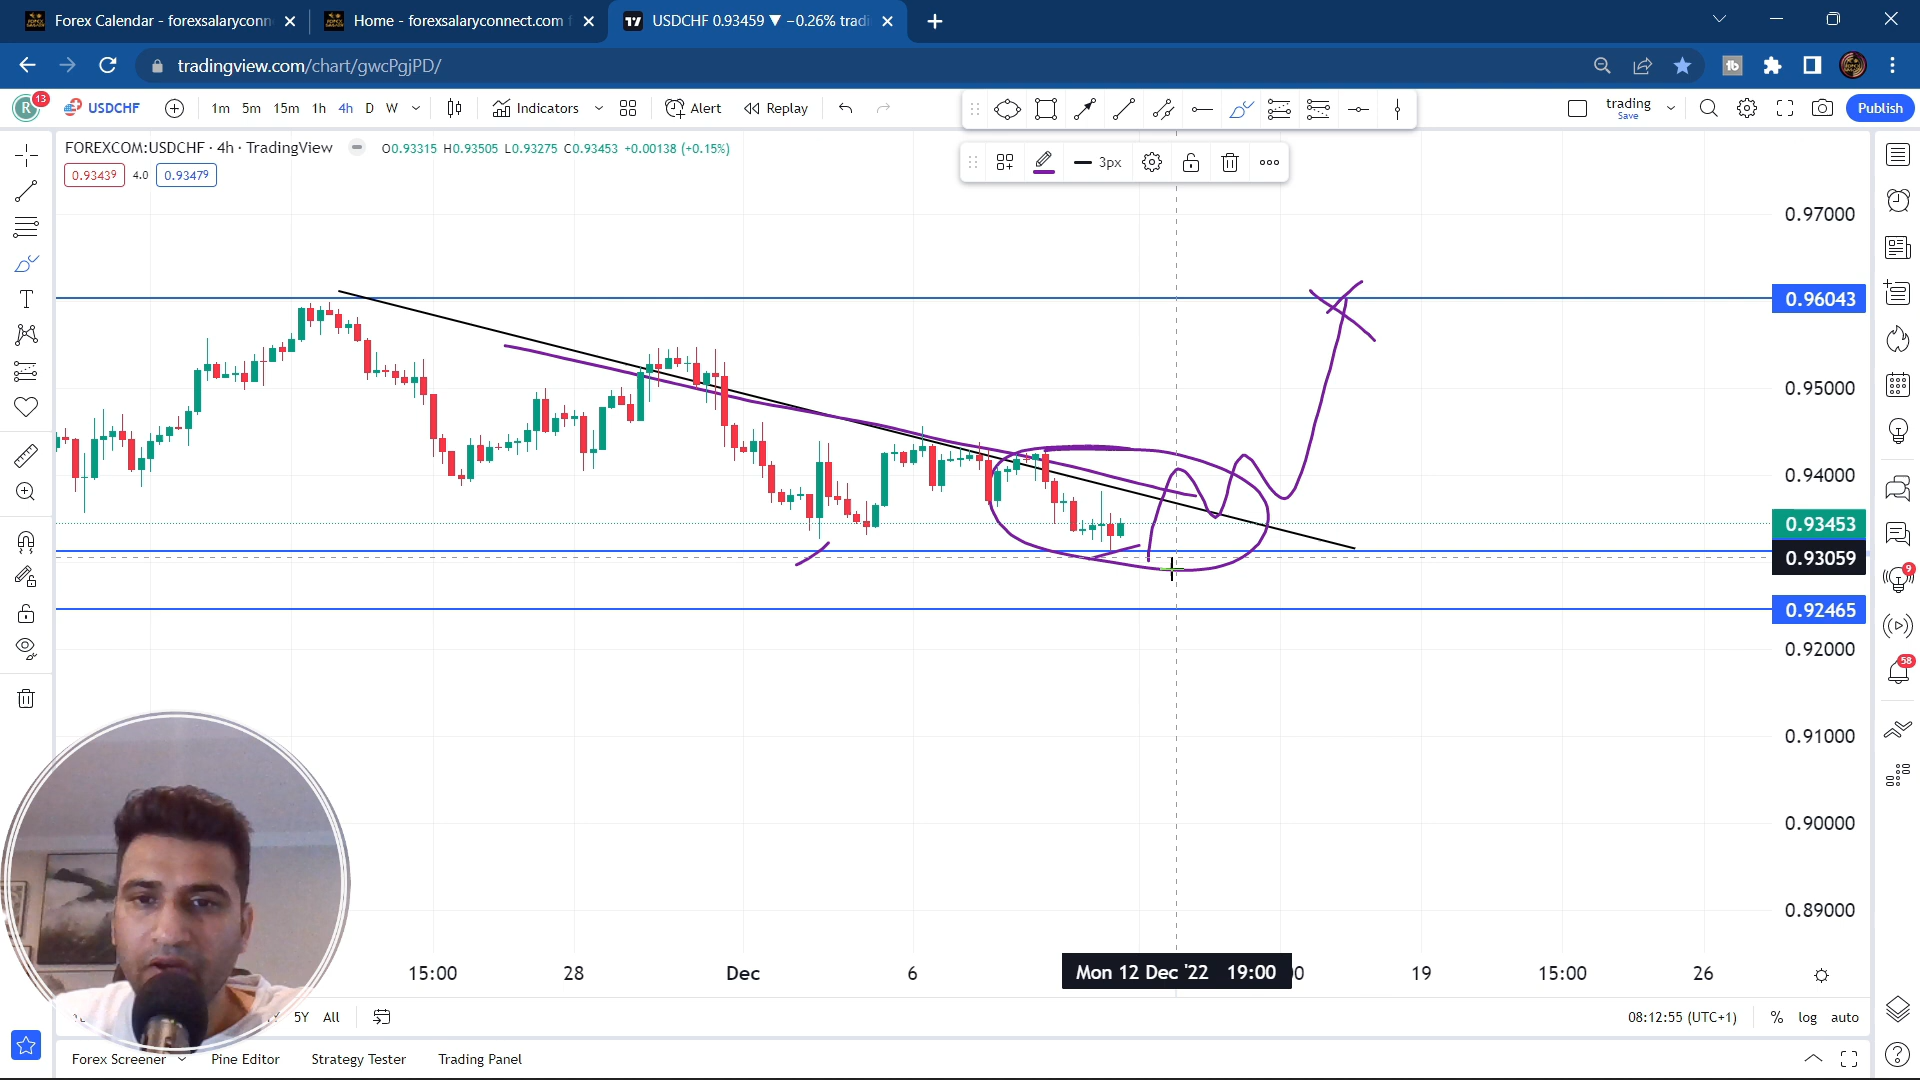 Forex Calendar - forexsalaryconn
Home - forexsalaryconnect.com f
USDCHF 0.93459 ▼ −0.26% tradi
tradingview.com/chart/gwcPgjPD/
R 13 USDCHF 1m 5m 15m 1h 4h D W Indicators Alert Replay trading Save Publish
FOREXCOM:USDCHF · 4h · TradingView O0.93315 H0.93505 L0.93275 C0.93453 +0.00138 (+0.15%)
0.93439 4.0 0.93479
3px
0.97000
0.96043
0.95000
0.94000
0.93453
0.93059
0.92465
0.92000
0.91000
0.90000
0.89000
9
58
15:00 28 Dec 6 Mon 12 Dec '22 19:00 19 15:00 26
5Y All 08:12:55 (UTC+1) % log auto
Forex Screener Pine Editor Strategy Tester Trading Panel